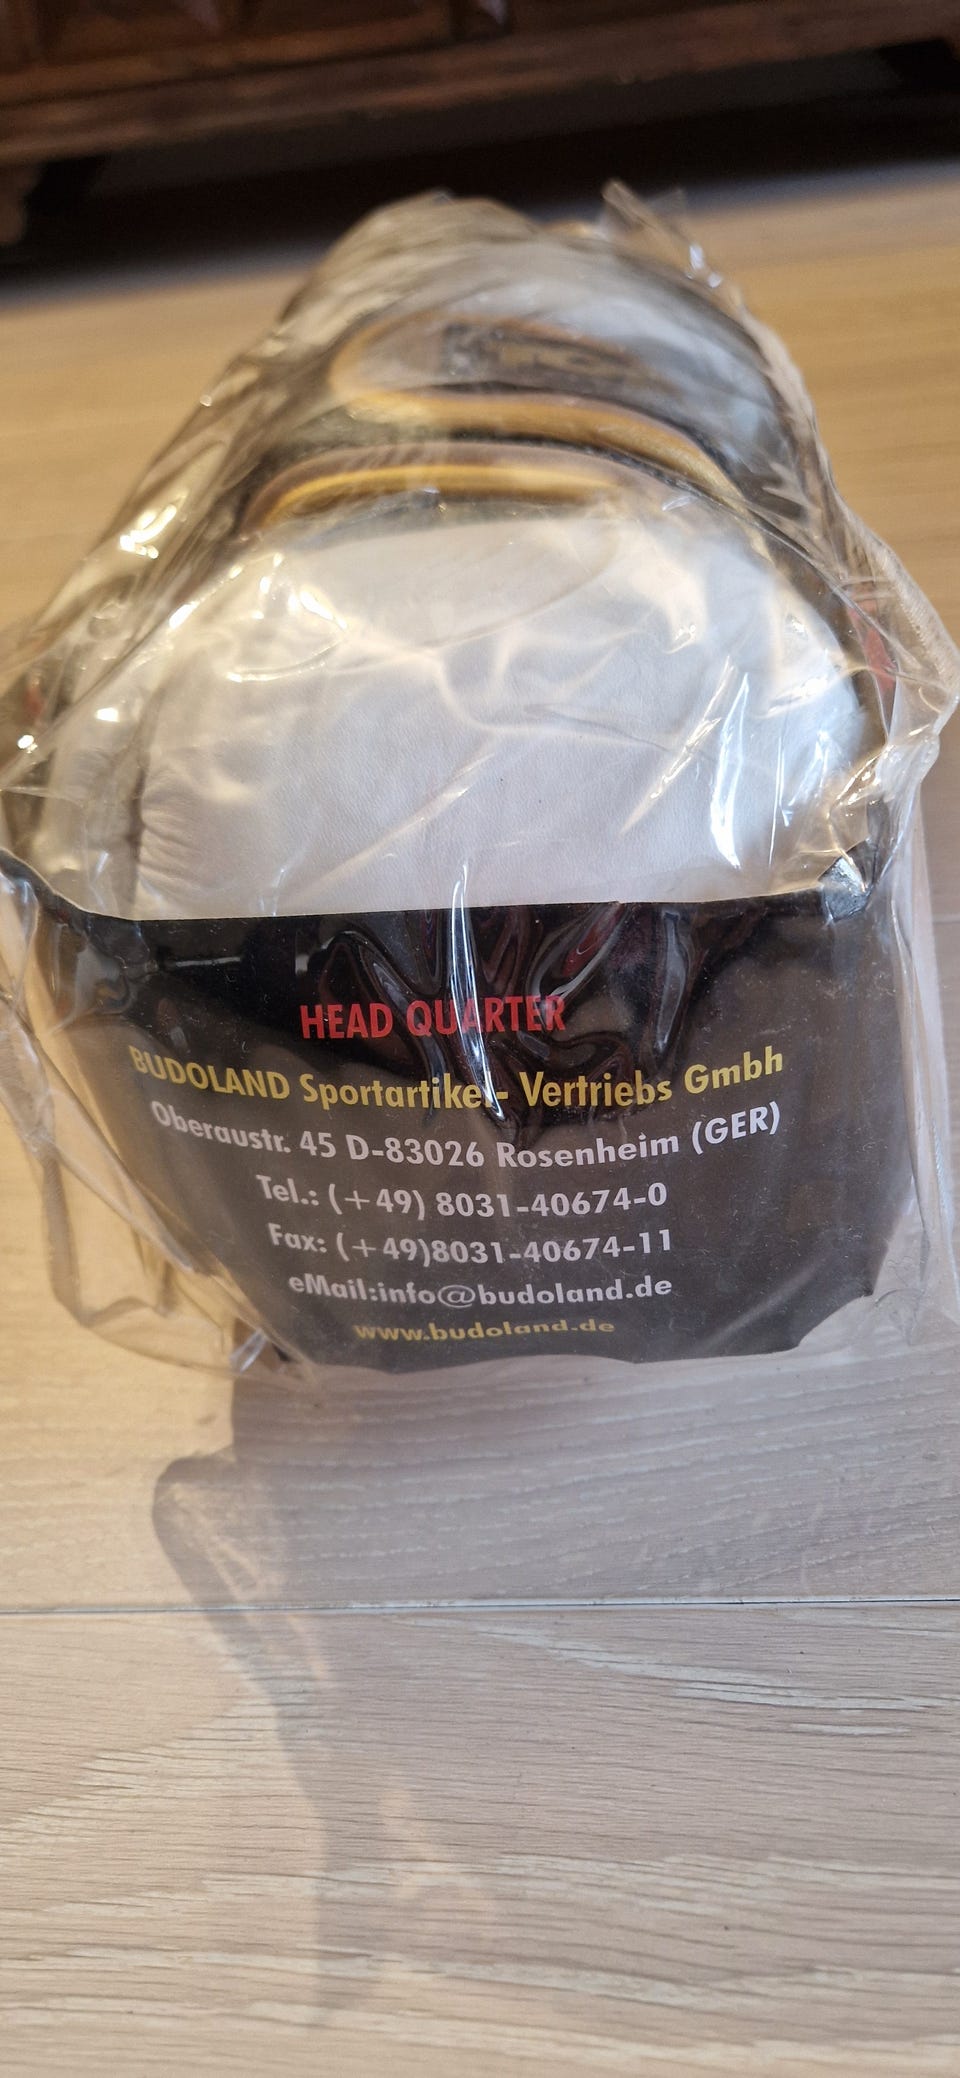 HEAD QUARTER
BUDOLAND Sportartikel- Vertriebs Gmbh
Oberaustr. 45 D-83026 Rosenheim (GER)
Tel.: (+49) 8031-40674-0
Fax: (+49)8031-40674-11
eMail:info@budoland.de
www.budoland.de